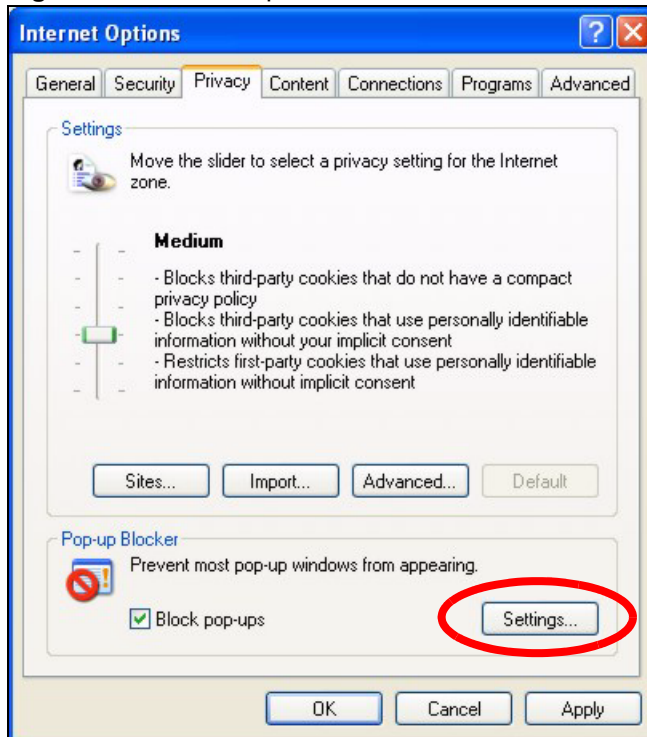 Internet Options
General Security Privacy Content Connections Programs Advanced
Settings
Move the slider to select a privacy setting for the Internet
zone.
Medium
- Blocks third-party cookies that do not have a compact
privacy policy
- Blocks third-party cookies that use personally identifiable
information without your implicit consent
- Restricts first-party cookies that use personally identifiable
information without implicit consent
Sites... Import... Advanced... Default
Pop-up Blocker
Prevent most pop-up windows from appearing.
Block pop-ups Settings...
OK Cancel Apply